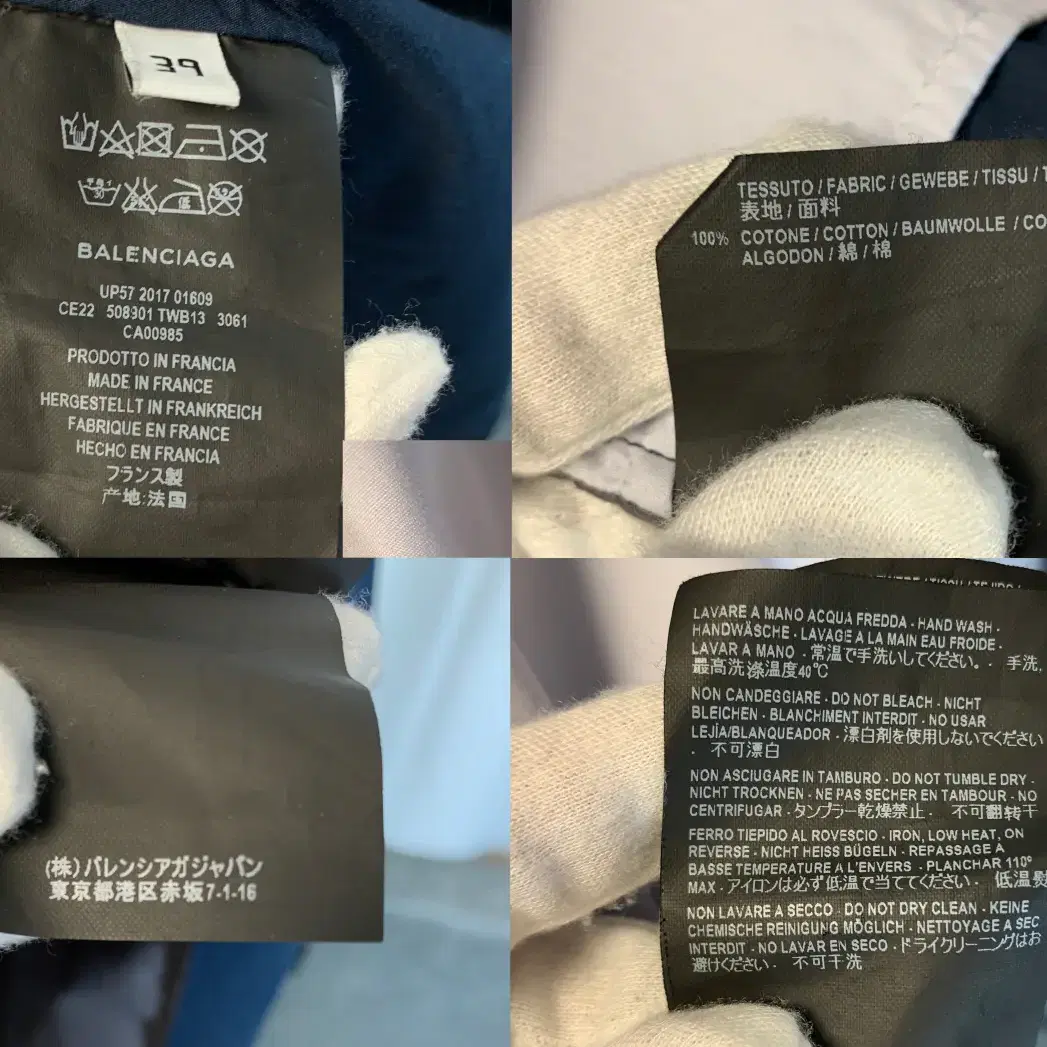 39
BALENCIAGA
UP57 2017 01609
CE22 508901 TWB13 3061
CA00985
PRODOTTO IN FRANCIA
MADE IN FRANCE
HERGESTELLT IN FRANKREICH
FABRIQUE EN FRANCE
HECHO EN FRANCIA
フランス製
产地:法国
TESSUTO / FABRIC / GEWEBE / TISSU /
表地 / 面料
100% COTONE / COTTON / BAUMWOLLE / CO
ALGODON / 綿 / 棉
(株) バレンシアガジャパン
東京都港区赤坂7-1-16
LAVARE A MANO ACQUA FREDDA - HAND WASH -
HANDWÄSCHE - LAVAGE A LA MAIN EAU FROIDE -
LAVAR A MANO - 常温で手洗いしてください。- 手洗,
最高洗涤温度40℃
NON CANDEGGIARE - DO NOT BLEACH - NICHT
BLEICHEN - BLANCHIMENT INTERDIT - NO USAR
LEJÍA/BLANQUEADOR - 漂白剤を使用しないでください
- 不可漂白
NON ASCIUGARE IN TAMBURO - DO NOT TUMBLE DRY -
NICHT TROCKNEN - NE PAS SECHER EN TAMBOUR - NO
CENTRIFUGAR - タンブラー乾燥禁止 - 不可翻转干
FERRO TIEPIDO AL ROVESCIO - IRON, LOW HEAT, ON
REVERSE - NICHT HEISS BÜGELN - REPASSAGE A
BASSE TEMPERATURE A L'ENVERS - PLANCHAR 110°
MAX - アイロンは必ず低温で当ててください - 低温熨
NON LAVARE A SECCO - DO NOT DRY CLEAN - KEINE
CHEMISCHE REINIGUNG MÖGLICH - NETTOYAGE A SEC
INTERDIT - NO LAVAR EN SECO - ドライクリーニングはお
避けください - 不可干洗